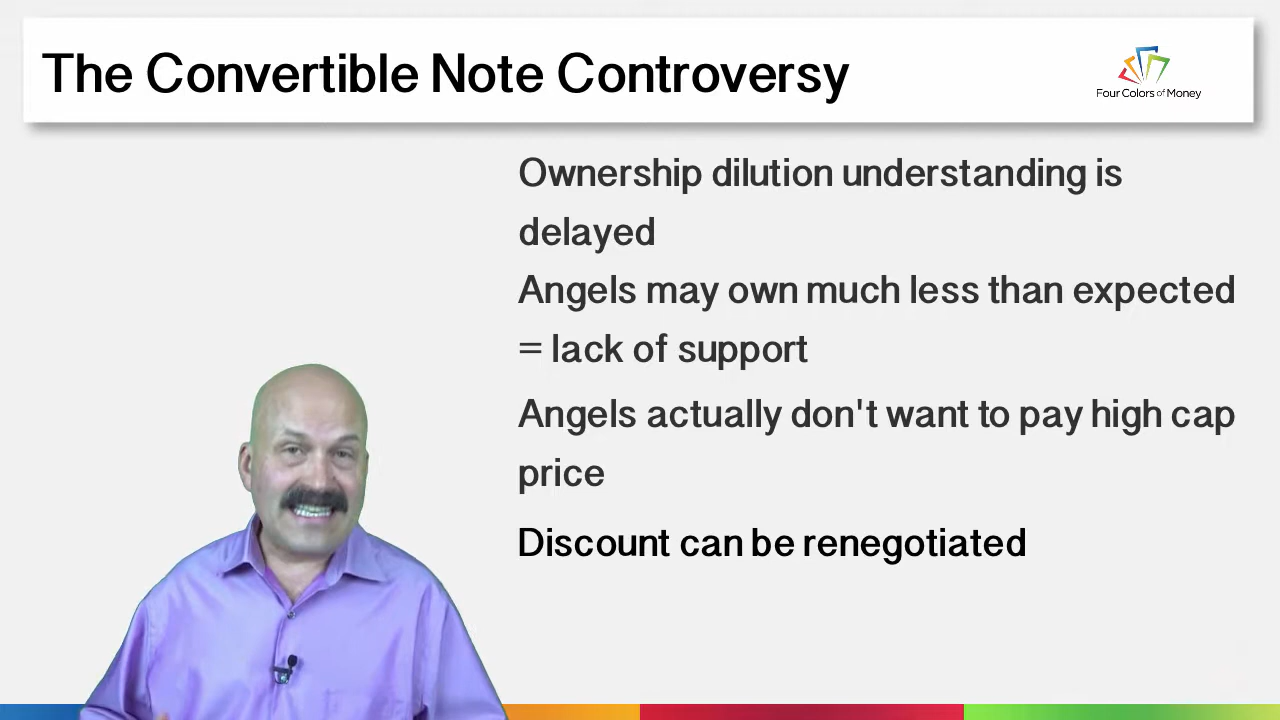 The Convertible Note Controversy
Four Colors of Money
Ownership dilution understanding is
delayed
Angels may own much less than expected
= lack of support
Angels actually don't want to pay high cap
price
Discount can be renegotiated